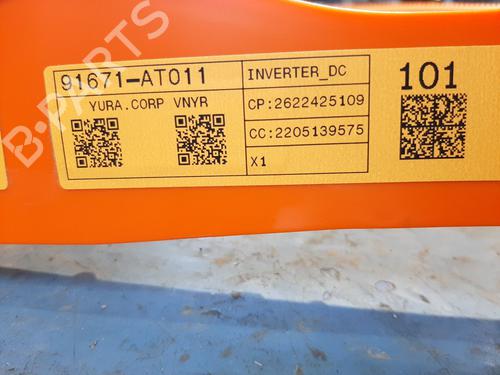 91671-AT011
YURA.CORP VNYR
INVERTER_DC
CP:2622425109
CC:2205139575
X1
101
B-PARTS